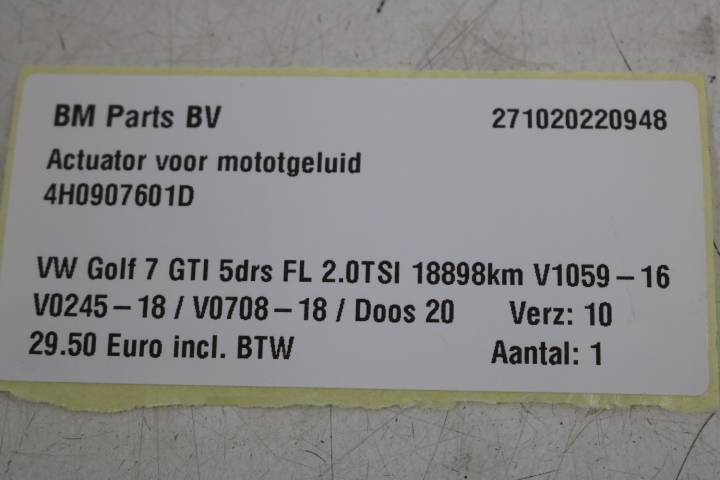 BM Parts BV 271020220948
Actuator voor mototgeluid
4H0907601D
VW Golf 7 GTI 5drs FL 2.0TSI 18898km V1059-16
V0245-18 / V0708-18 / Doos 20 Verz: 10
29.50 Euro incl. BTW Aantal: 1